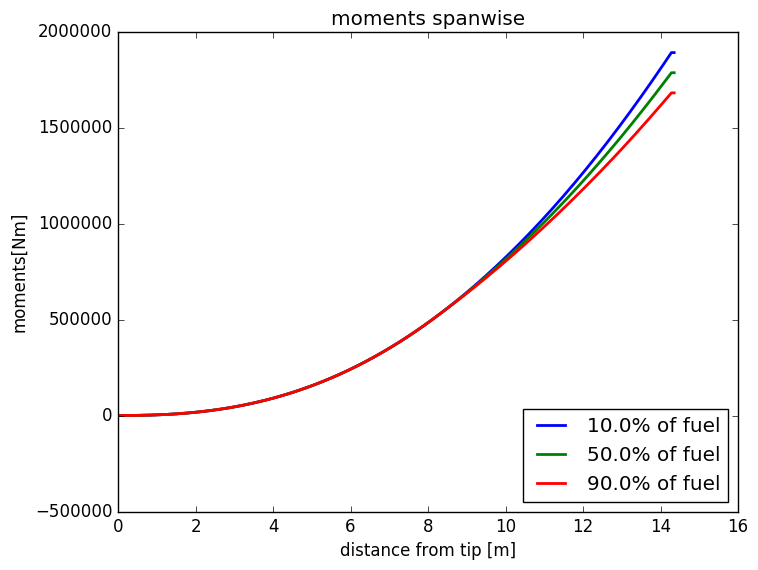 moments spanwise
2000000
1500000
1000000
500000
0
−500000
moments[Nm]
0 2 4 6 8 10 12 14 16
distance from tip [m]
10.0% of fuel
50.0% of fuel
90.0% of fuel